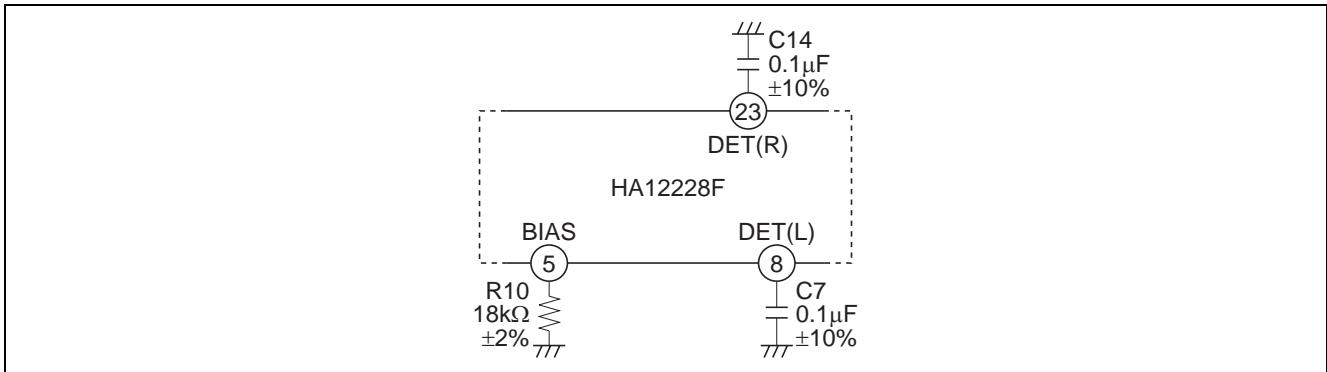 C14
0.1µF
±10%
23
DET(R)
HA12228F
BIAS
DET(L)
5
8
R10
18kΩ
±2%
C7
0.1µF
±10%